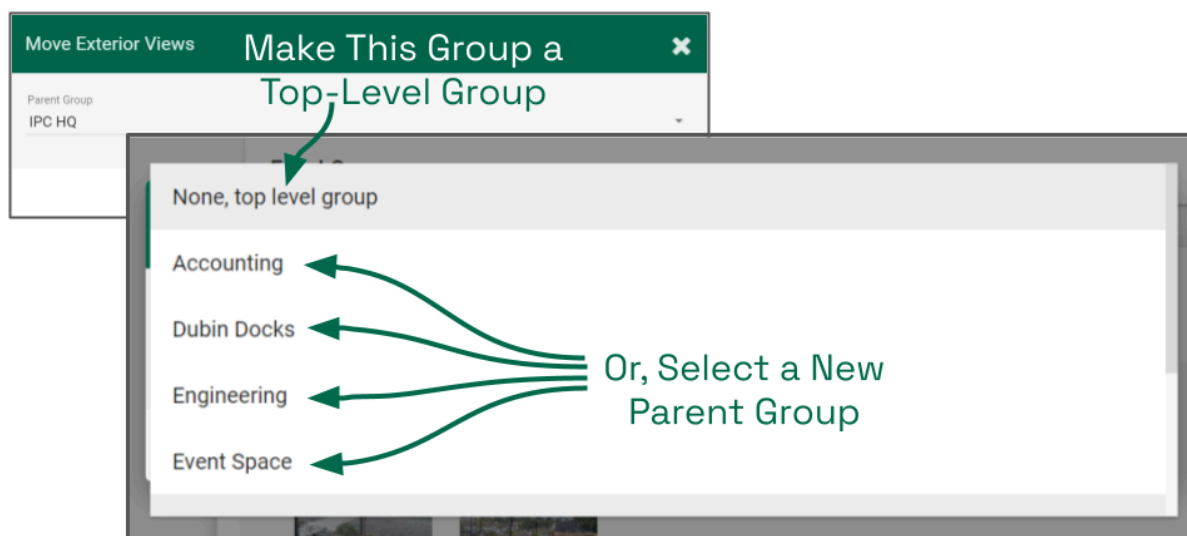 Move Exterior Views
Make This Group a
Top-Level Group
Parent Group
IPC HQ
None, top level group
Accounting
Dubin Docks
Engineering
Event Space
Or, Select a New
Parent Group